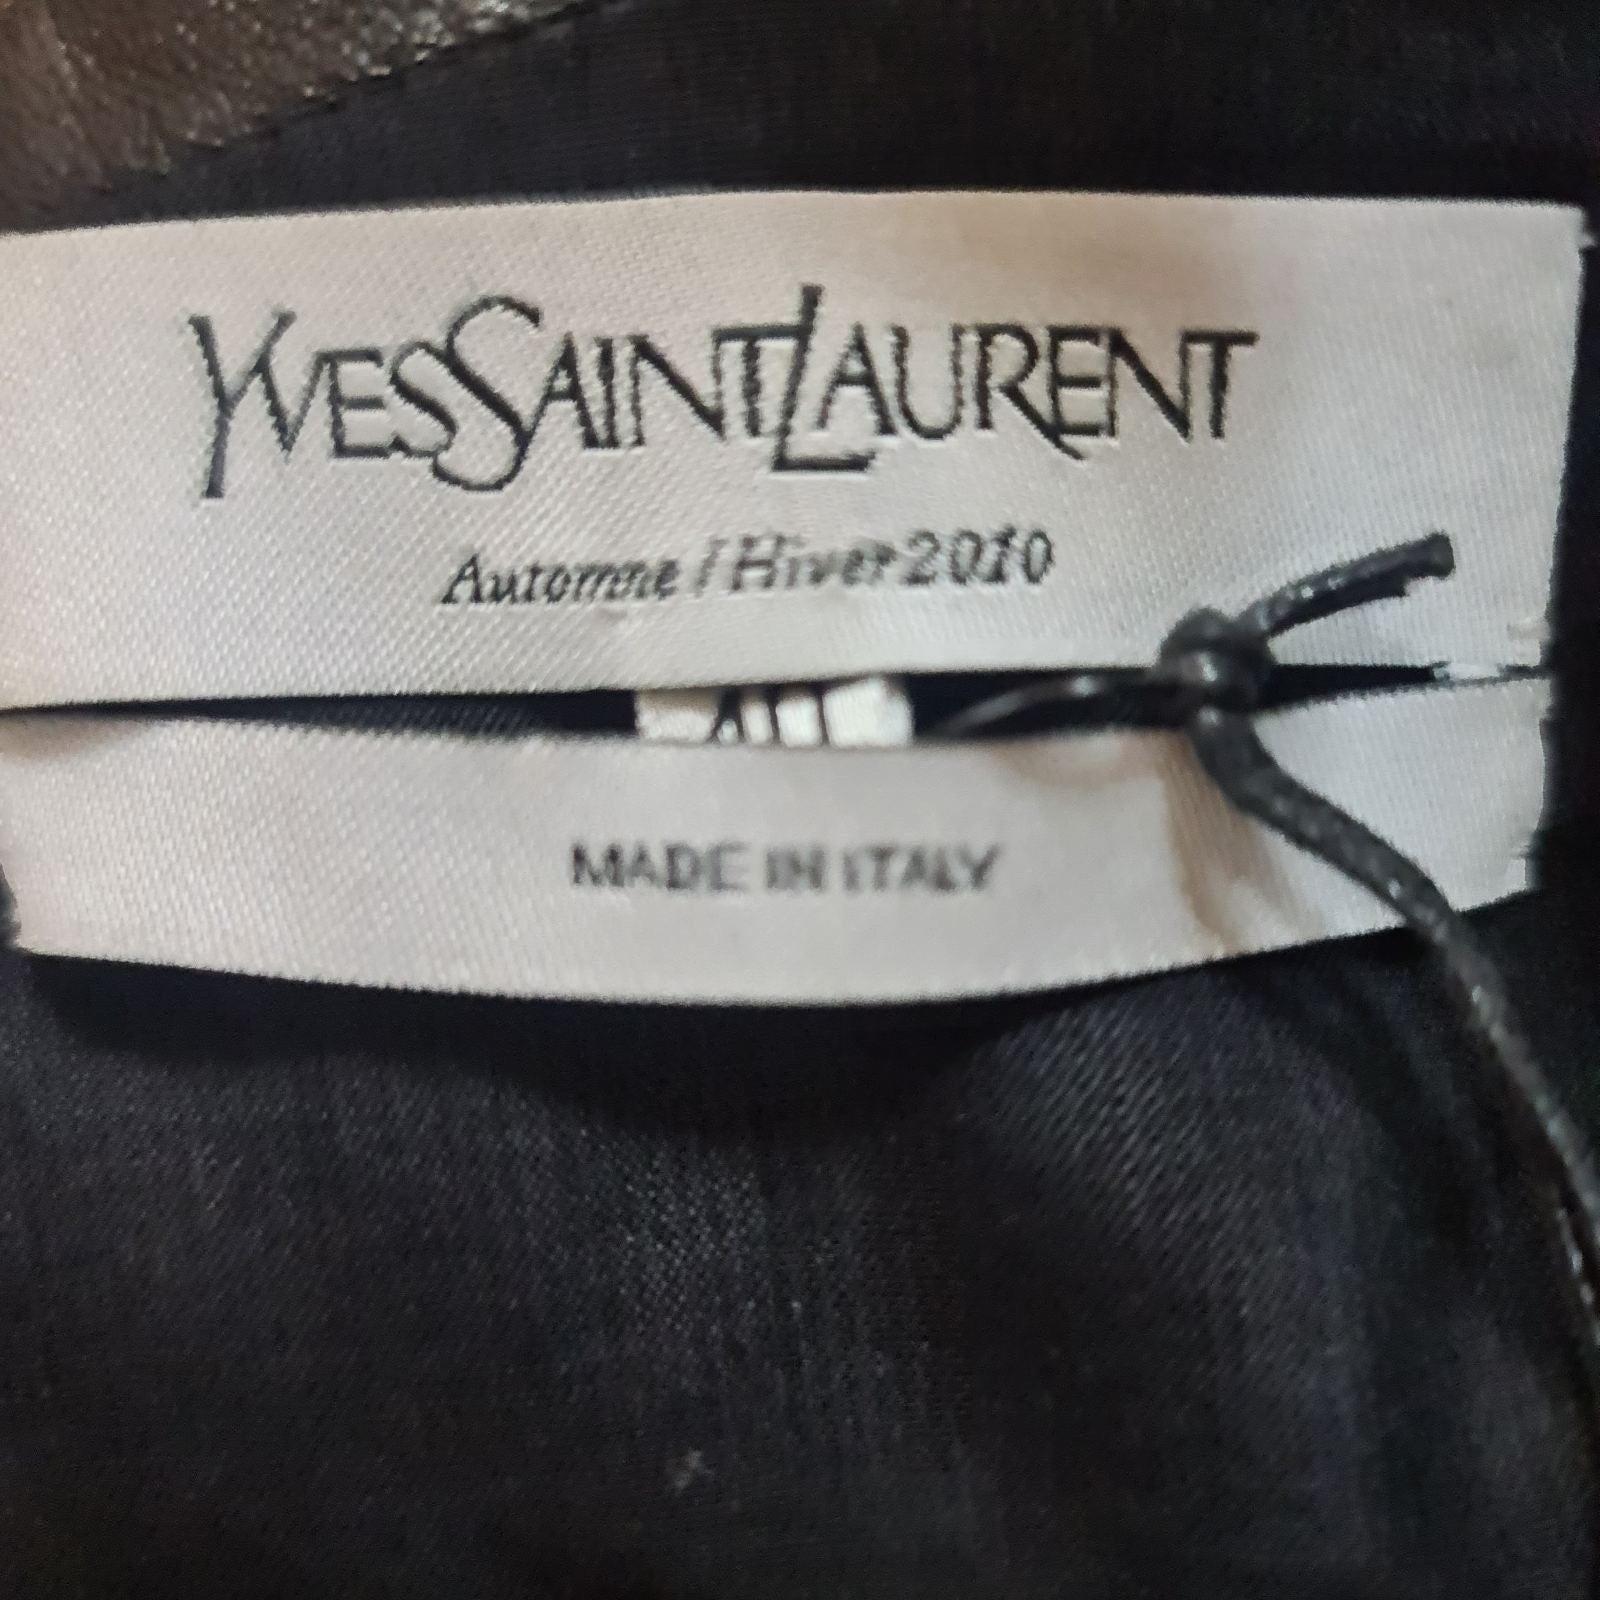 YVESSAINTLAURENT
Automne / Hiver 2010
MADE IN ITALY